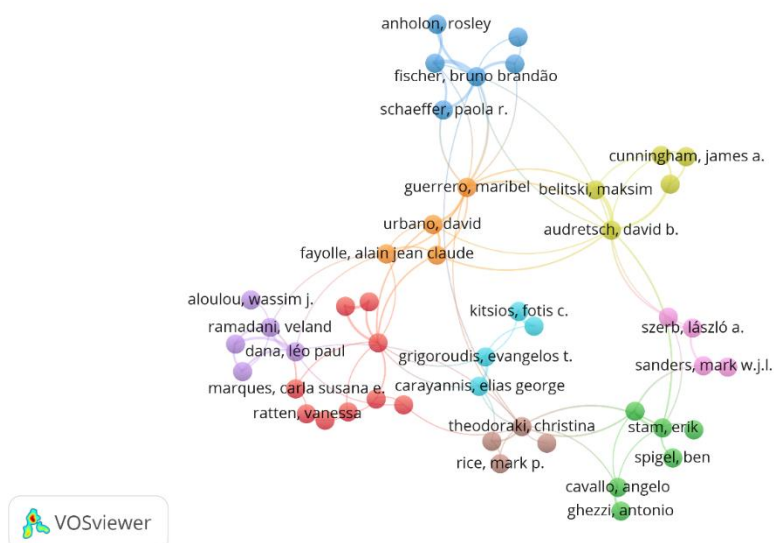 anholon, rosley
fischer, bruno brandão
schaeffer, paola r.
cunningham, james a.
guerrero, maribel
belitski, maksim
urbano, david
audretsch, david b.
fayolle, alain jean claude
aloulou, wassim j.
kitsios, fotis c.
ramadani, veland
szerb, lászló a.
dana, léo paul
grigoroudis, evangelos t.
sanders, mark w.j.l.
marques, carla susana e.
carayannis, elias george
ratten, vanessa
theodoraki, christina
stam, erik
rice, mark p.
spigel, ben
cavallo, angelo
ghezzi, antonio
VOSviewer